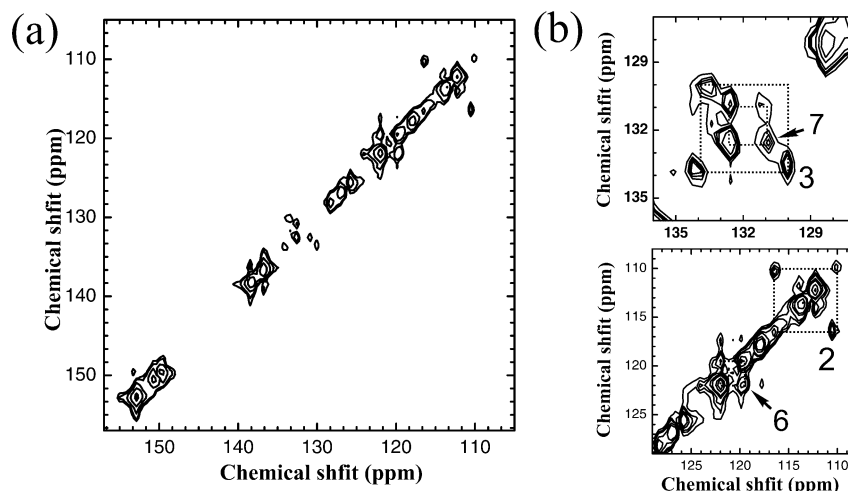 (a)
110
120
130
140
150
Chemical shfit (ppm)
150 140 130 120 110
Chemical shfit (ppm)
(b)
129
132
135
Chemical shfit (ppm)
7
3
135 132 129
110
115
120
125
Chemical shfit (ppm)
2
6
125 120 115 110
Chemical shfit (ppm)